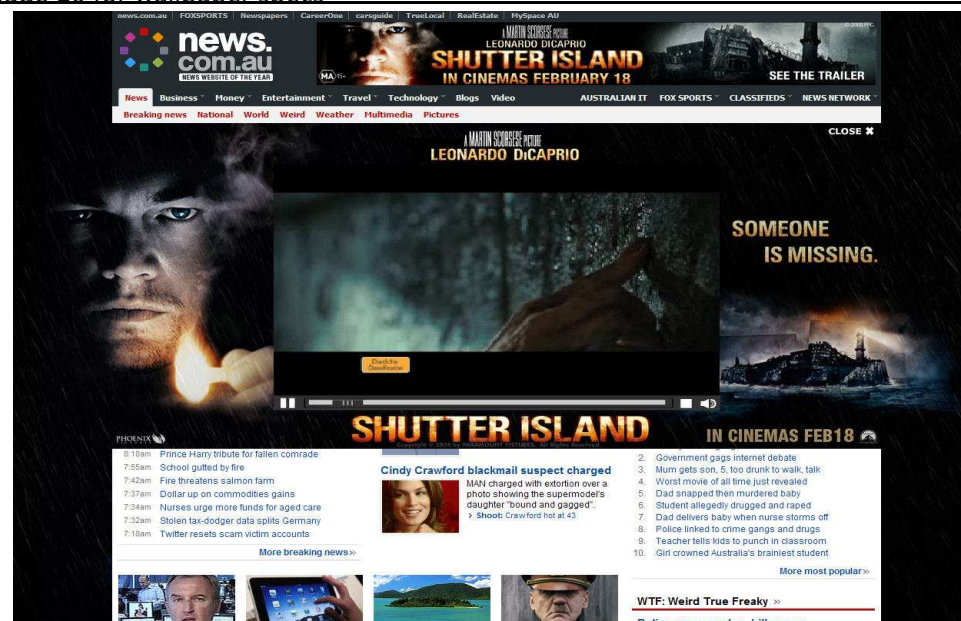 news.com.au | FOXSPORTS | Newspapers | CareerOne | carsguide | TrueLocal | RealEstate | MySpace AU
news.
com.au
NEWS WEBSITE OF THE YEAR
A MARTIN SCORSESE PICTURE
LEONARDO DICAPRIO
SHUTTER ISLAND
IN CINEMAS FEBRUARY 18
MA 15+
SEE THE TRAILER
News Business Money Entertainment Travel Technology Blogs Video AUSTRALIAN IT FOX SPORTS CLASSIFIEDS NEWS NETWORK
Breaking news National World Weird Weather Multimedia Pictures
CLOSE ✖
A MARTIN SCORSESE PICTURE
LEONARDO DiCAPRIO
SOMEONE
IS MISSING.
Check the
Classification
SHUTTER ISLAND
Copyright © 2009 by PARAMOUNT PICTURES. All Rights Reserved.
PHOENIX
IN CINEMAS FEB18
8:10am Prince Harry tribute for fallen comrade
7:55am School gutted by fire
7:42am Fire threatens salmon farm
7:37am Dollar up on commodities gains
7:34am Nurses urge more funds for aged care
7:32am Stolen tax-dodger data splits Germany
7:18am Twitter resets scam victim accounts
More breaking news »
Cindy Crawford blackmail suspect charged
MAN charged with extortion over a
photo showing the supermodel's
daughter "bound and gagged".
› Shoot: Crawford hot at 43
2. Government gags internet debate
3. Mum gets son, 5, too drunk to walk, talk
4. Worst movie of all time just revealed
5. Dad snapped then murdered baby
6. Student allegedly drugged and raped
7. Dad delivers baby when nurse storms off
8. Police linked to crime gangs and drugs
9. Teacher tells kids to punch in classroom
10. Girl crowned Australia's brainiest student
More most popular »
WTF: Weird True Freaky »